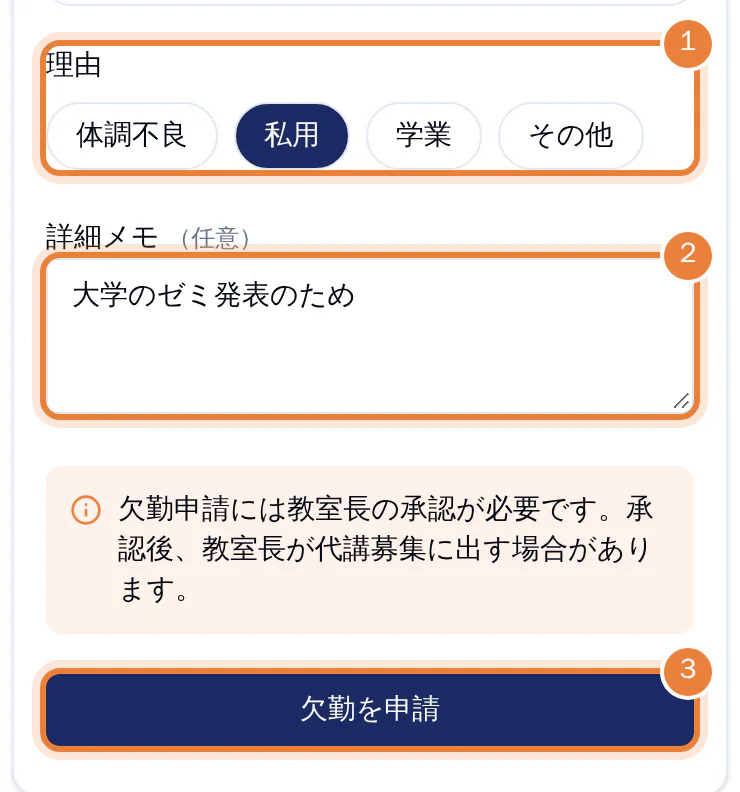 1
理由
体調不良 私用 学業 その他
詳細メモ （任意）
2
大学のゼミ発表のため
欠勤申請には教室長の承認が必要です。承
認後、教室長が代講募集に出す場合があり
ます。
3
欠勤を申請